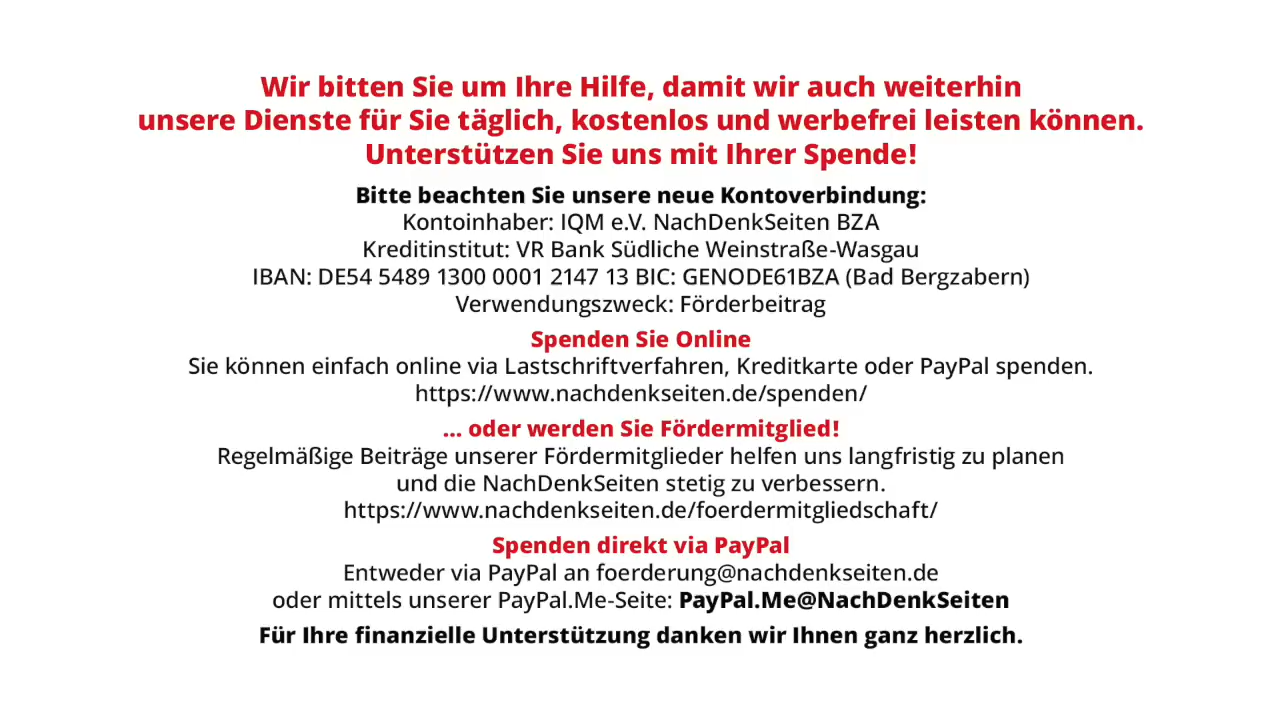 Wir bitten Sie um Ihre Hilfe, damit wir auch weiterhin
unsere Dienste für Sie täglich, kostenlos und werbefrei leisten können.
Unterstützen Sie uns mit Ihrer Spende!
Bitte beachten Sie unsere neue Kontoverbindung:
Kontoinhaber: IQM e.V. NachDenkSeiten BZA
Kreditinstitut: VR Bank Südliche Weinstraße-Wasgau
IBAN: DE54 5489 1300 0001 2147 13 BIC: GENODE61BZA (Bad Bergzabern)
Verwendungszweck: Förderbeitrag
Spenden Sie Online
Sie können einfach online via Lastschriftverfahren, Kreditkarte oder PayPal spenden.
https://www.nachdenkseiten.de/spenden/
... oder werden Sie Fördermitglied!
Regelmäßige Beiträge unserer Fördermitglieder helfen uns langfristig zu planen
und die NachDenkSeiten stetig zu verbessern.
https://www.nachdenkseiten.de/foerdermitgliedschaft/
Spenden direkt via PayPal
Entweder via PayPal an foerderung@nachdenkseiten.de
oder mittels unserer PayPal.Me-Seite: PayPal.Me@NachDenkSeiten
Für Ihre finanzielle Unterstützung danken wir Ihnen ganz herzlich.